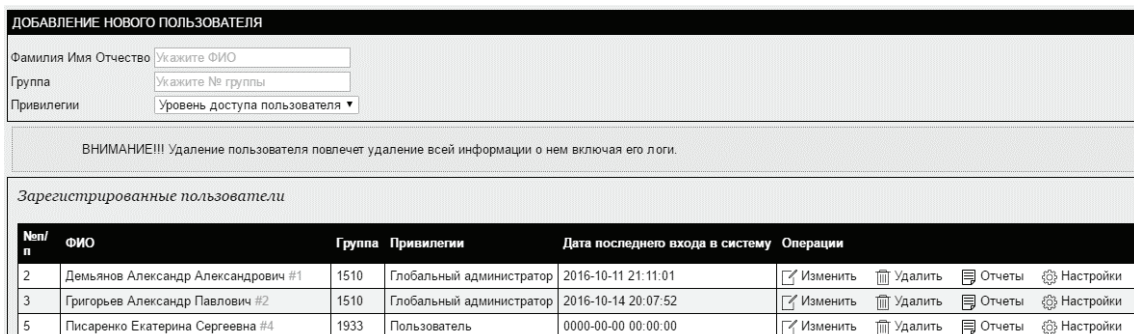 ДОБАВЛЕНИЕ НОВОГО ПОЛЬЗОВАТЕЛЯ
Фамилия Имя Отчество Укажите ФИО
Группа Укажите № группы
Привилегии Уровень доступа пользователя
ВНИМАНИЕ!!! Удаление пользователя повлечет удаление всей информации о нем включая его логи.
Зарегистрированные пользователи
№п/п ФИО Группа Привилегии Дата последнего входа в систему Операции
2 Демьянов Александр Александрович #1 1510 Глобальный администратор 2016-10-11 21:11:01 Изменить Удалить Отчеты Настройки
3 Григорьев Александр Павлович #2 1510 Глобальный администратор 2016-10-14 20:07:52 Изменить Удалить Отчеты Настройки
5 Писаренко Екатерина Сергеевна #4 1933 Пользователь 0000-00-00 00:00:00 Изменить Удалить Отчеты Настройки